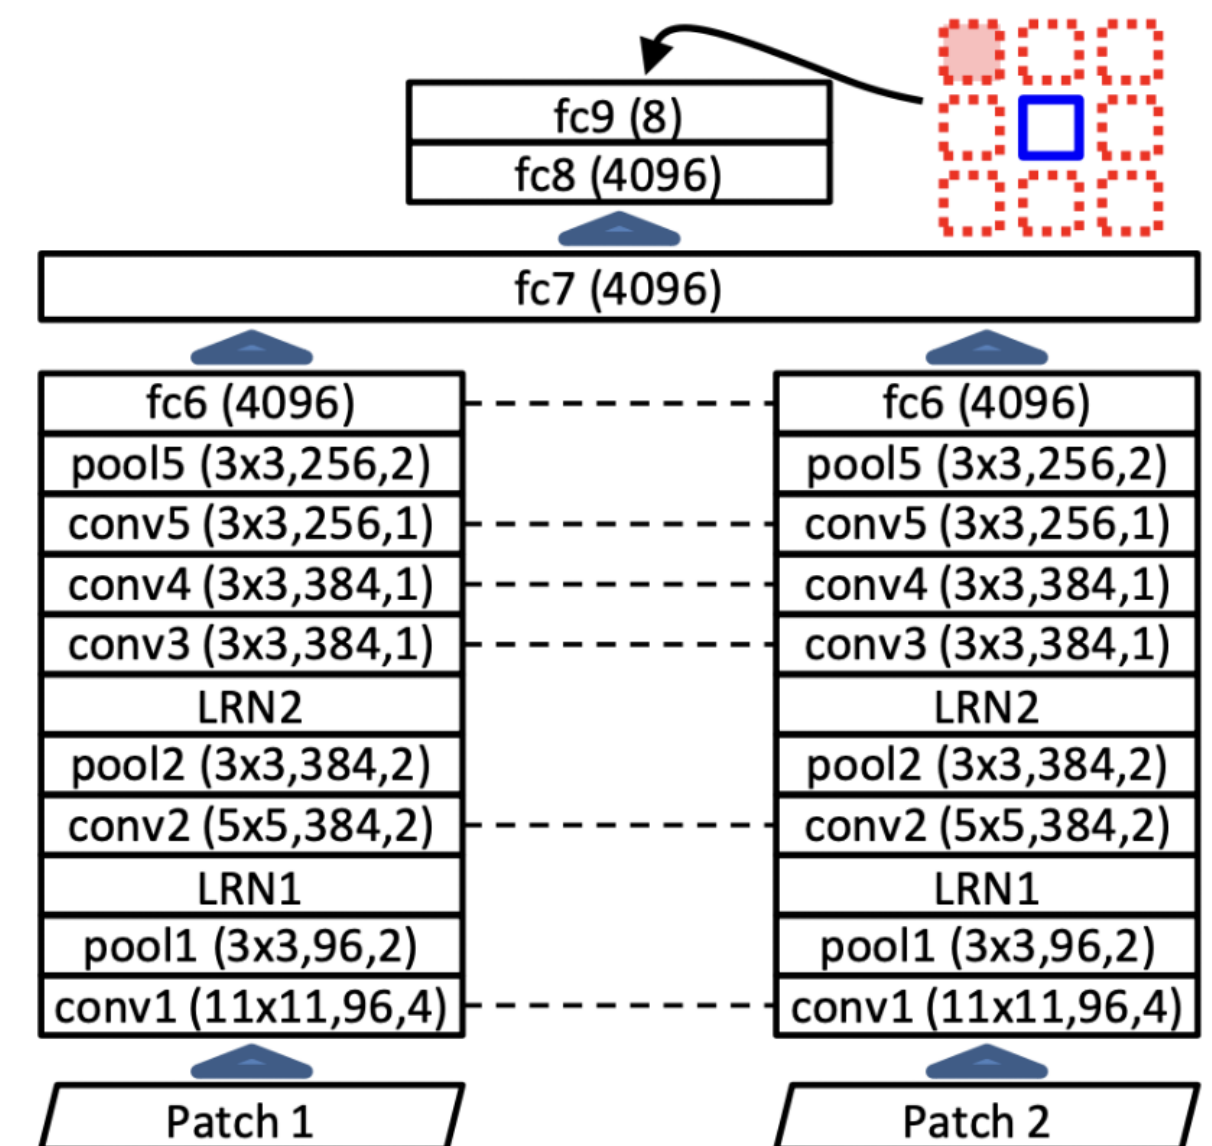 fc9 (8)
fc8 (4096)
fc7 (4096)
fc6 (4096)
pool5 (3x3,256,2)
conv5 (3x3,256,1)
conv4 (3x3,384,1)
conv3 (3x3,384,1)
LRN2
pool2 (3x3,384,2)
conv2 (5x5,384,2)
LRN1
pool1 (3x3,96,2)
conv1 (11x11,96,4)
Patch 1
fc6 (4096)
pool5 (3x3,256,2)
conv5 (3x3,256,1)
conv4 (3x3,384,1)
conv3 (3x3,384,1)
LRN2
pool2 (3x3,384,2)
conv2 (5x5,384,2)
LRN1
pool1 (3x3,96,2)
conv1 (11x11,96,4)
Patch 2